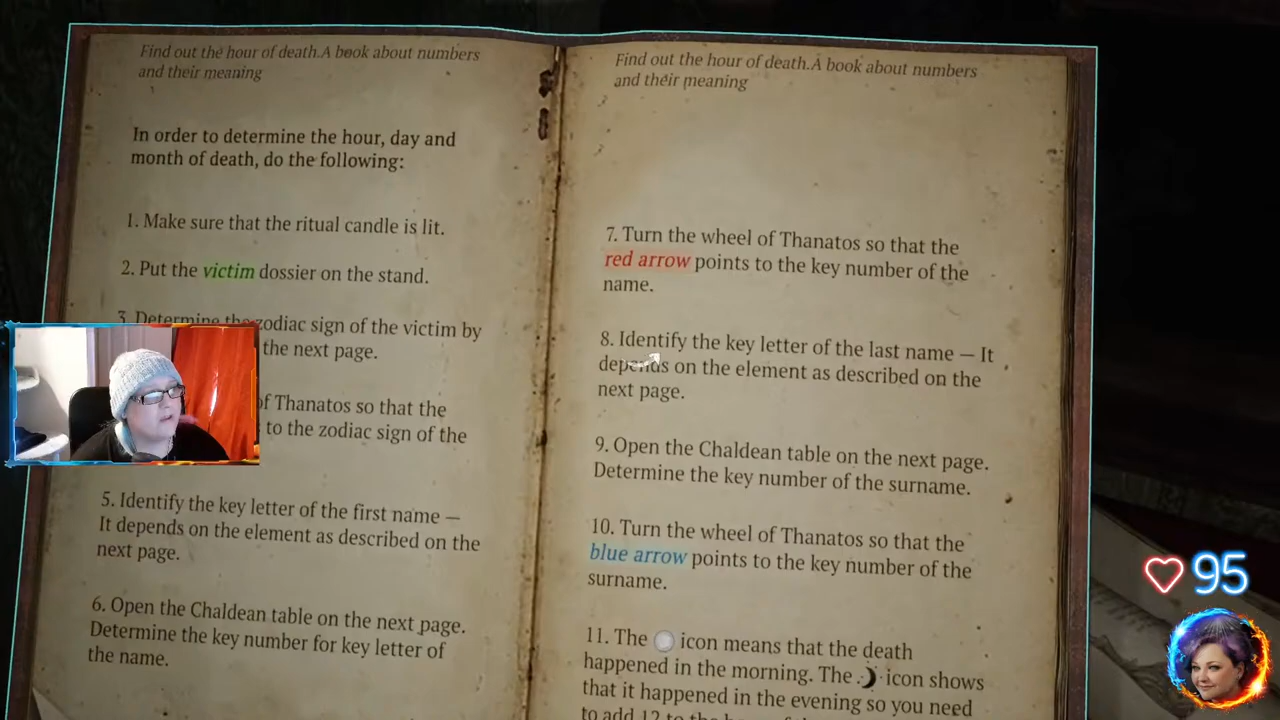 Find out the hour of death.A book about numbers
and their meaning
In order to determine the hour, day and
month of death, do the following:
1. Make sure that the ritual candle is lit.
2. Put the victim dossier on the stand.
3. Determine the zodiac sign of the victim by
the next page.
of Thanatos so that the
to the zodiac sign of the
5. Identify the key letter of the first name —
It depends on the element as described on the
next page.
6. Open the Chaldean table on the next page.
Determine the key number for key letter of
the name.
Find out the hour of death.A book about numbers
and their meaning
7. Turn the wheel of Thanatos so that the
red arrow points to the key number of the
name.
8. Identify the key letter of the last name — It
depends on the element as described on the
next page.
9. Open the Chaldean table on the next page.
Determine the key number of the surname.
10. Turn the wheel of Thanatos so that the
blue arrow points to the key number of the
surname.
11. The icon means that the death
happened in the morning. The icon shows
that it happened in the evening so you need
to add 12 to the
95